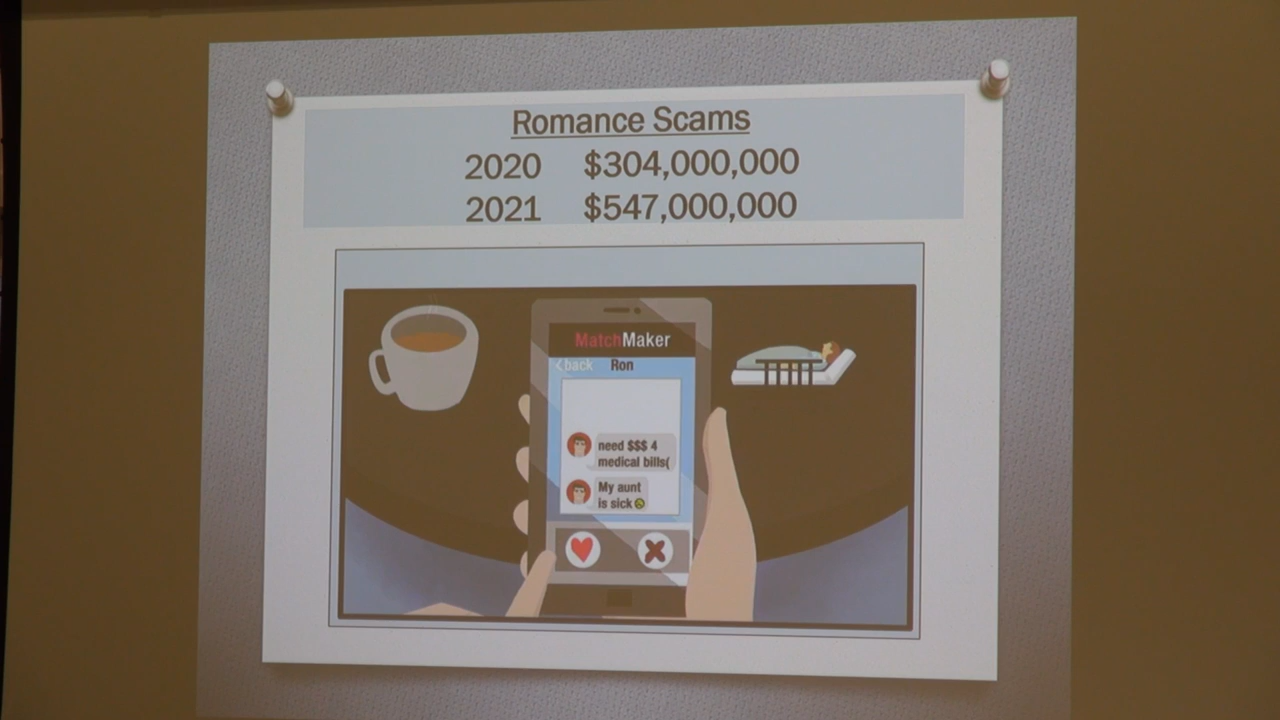 Romance Scams
2020 $304,000,000
2021 $547,000,000
MatchMaker
<back Ron
need $$$ 4
medical bills(
My aunt
is sick